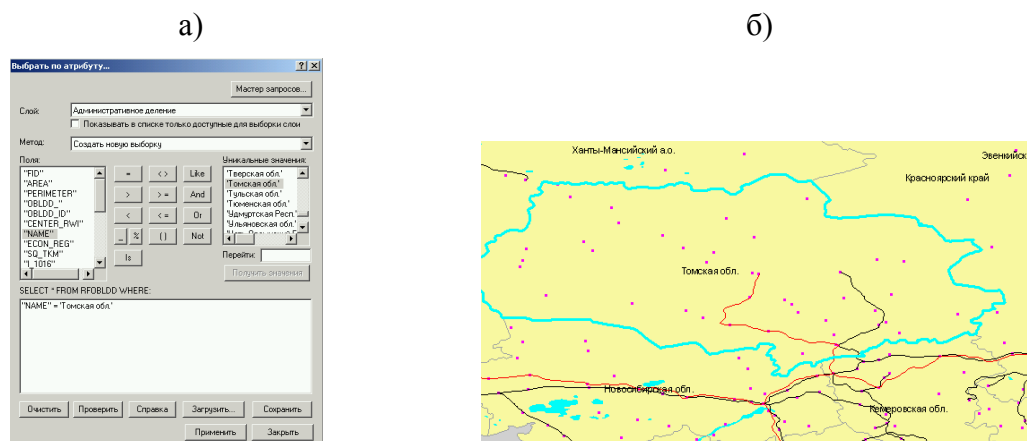 а)
б)
Выбрать по атрибуту...
Мастер запросов...
Слой: Административное деление
Показывать в списке только доступные для выборки слои
Метод: Создать новую выборку
Поля: Уникальные значения:
"FID"
"AREA"
"PERIMETER"
"OBLDD_"
"OBLDD_ID"
"CENTER_RWI"
"NAME"
"ECON_REG"
"SQ_TKM"
"I_1016"
= < > Like
> > = And
< < = Or
_ % ( ) Not
Is
'Тверская обл.'
'Томская обл.'
'Тульская обл.'
'Тюменская обл.'
'Удмуртская Респ.'
'Ульяновская обл.'
Перейти:
Получить значения
SELECT * FROM RFOBLDD WHERE:
"NAME" = 'Томская обл.'
Очистить Проверить Справка Загрузить... Сохранить
Применить Закрыть
Ханты-Мансийский а.о.
Эвенкийск
Красноярский край
Томская обл.
Новосибирская обл.
Кемеровская обл.